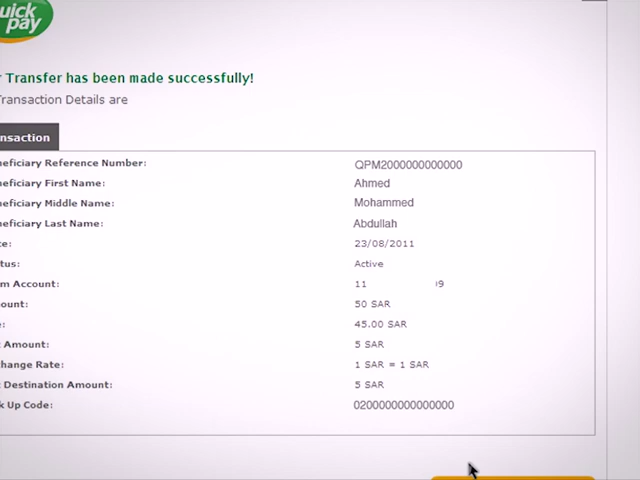 uick
pay
Transfer has been made successfully!
Transaction Details are
nsaction
neficiary Reference Number: QPM2000000000000
neficiary First Name: Ahmed
neficiary Middle Name: Mohammed
neficiary Last Name: Abdullah
te: 23/08/2011
tus: Active
m Account: 11 9
ount: 50 SAR
e: 45.00 SAR
t Amount: 5 SAR
change Rate: 1 SAR = 1 SAR
t Destination Amount: 5 SAR
k Up Code: 0200000000000000